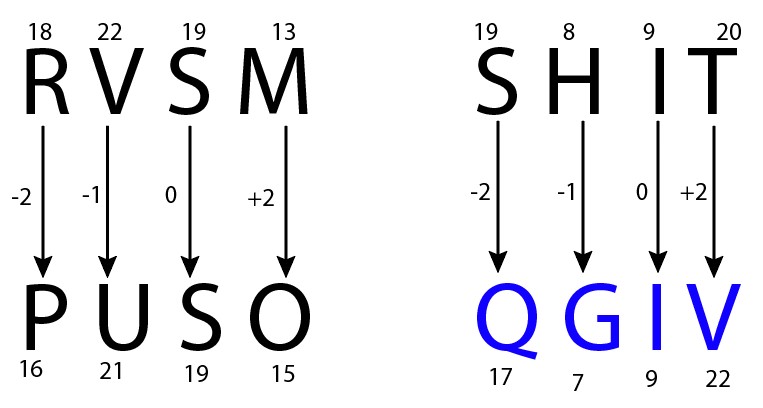 18 22 19 13 19 8 9 20
R V S M S H I T
-2 -1 0 +2 -2 -1 0 +2
P U S O Q G I V
16 21 19 15 17 7 9 22